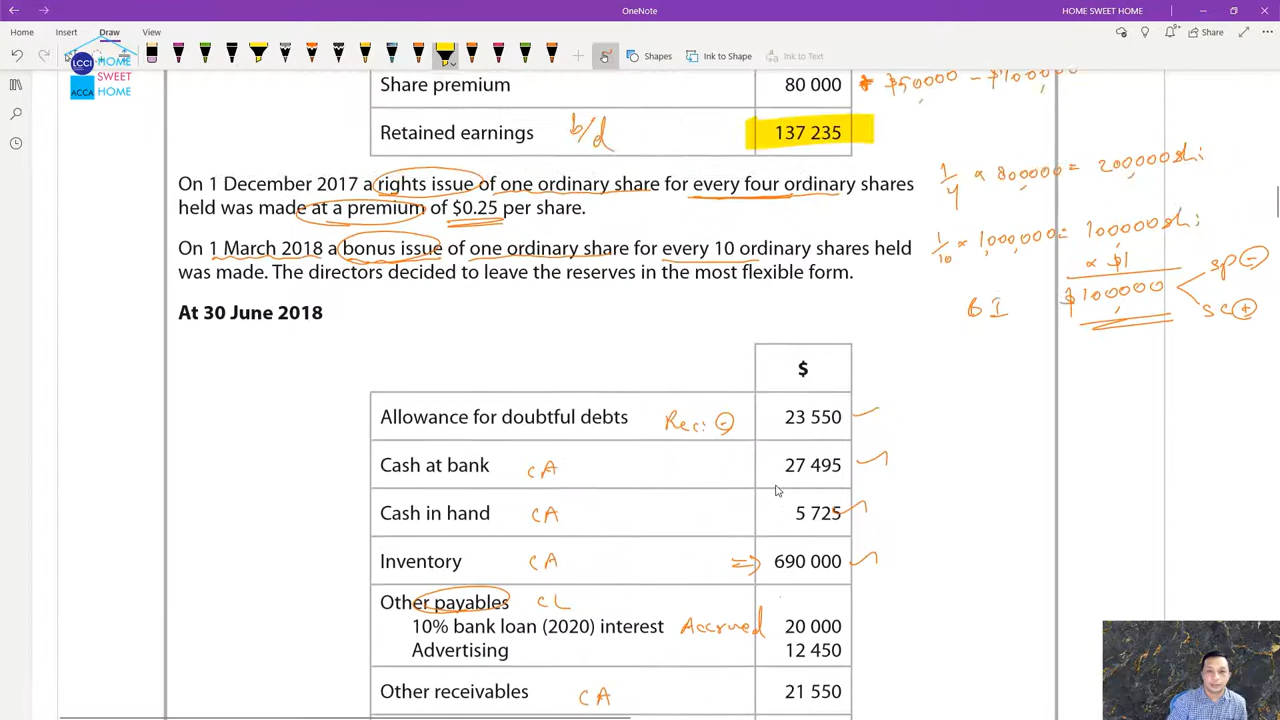 OneNote
HOME SWEET HOME
Home Insert Draw View
Share
Shapes Ink to Shape Ink to Text
LCCI HOME
SWEET
ACCA HOME
Share premium 80 000 $50000 - $100000
Retained earnings b/d 137 235
On 1 December 2017 a rights issue of one ordinary share for every four ordinary shares
held was made at a premium of $0.25 per share.
1/4 × 800000 = 200000 shi
On 1 March 2018 a bonus issue of one ordinary share for every 10 ordinary shares held
was made. The directors decided to leave the reserves in the most flexible form.
1/10 × 1000,000 = 100000 shi
× $1
BI $100000
SP -
SC +
At 30 June 2018
$
Allowance for doubtful debts Rec: - 23 550
Cash at bank CA 27 495
Cash in hand CA 5 725
Inventory CA => 690 000
Other payables CL
10% bank loan (2020) interest Accrued 20 000
Advertising 12 450
Other receivables CA 21 550